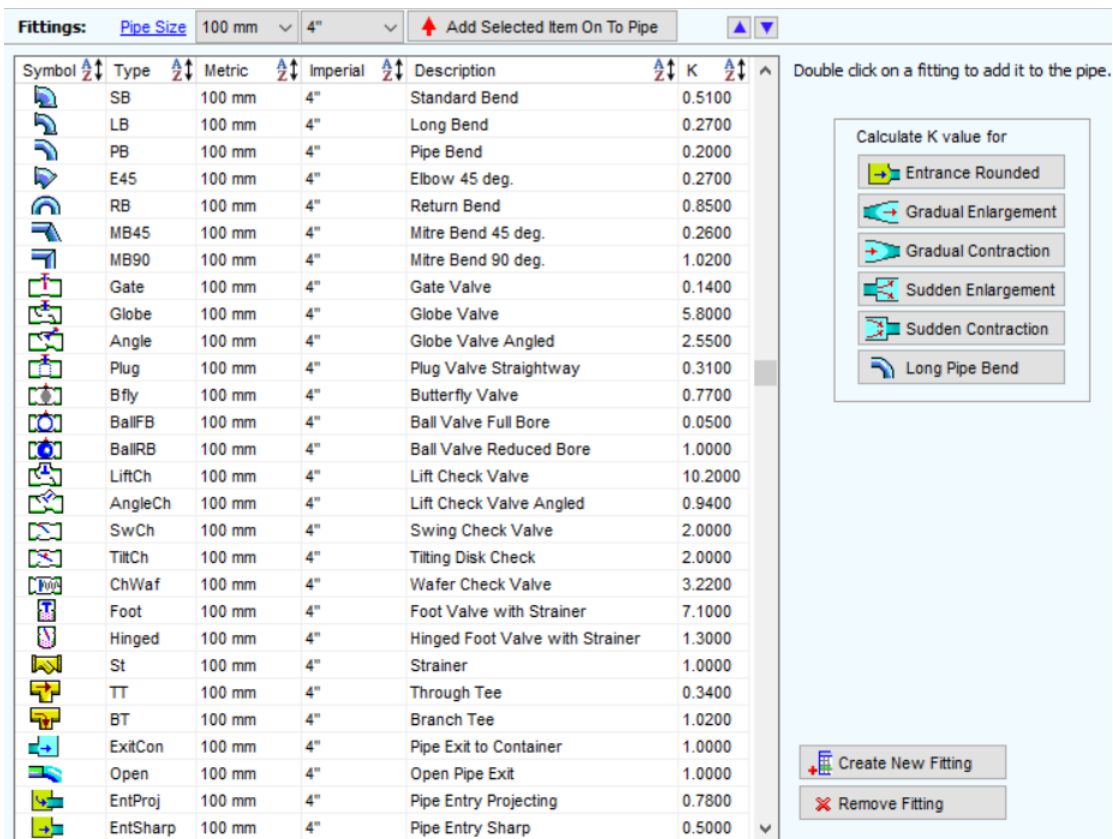 Fittings: Pipe Size 100 mm 4" Add Selected Item On To Pipe
Symbol Type Metric Imperial Description K
Double click on a fitting to add it to the pipe.
SB 100 mm 4" Standard Bend 0.5100
LB 100 mm 4" Long Bend 0.2700
PB 100 mm 4" Pipe Bend 0.2000
E45 100 mm 4" Elbow 45 deg. 0.2700
RB 100 mm 4" Return Bend 0.8500
MB45 100 mm 4" Mitre Bend 45 deg. 0.2600
MB90 100 mm 4" Mitre Bend 90 deg. 1.0200
Gate 100 mm 4" Gate Valve 0.1400
Globe 100 mm 4" Globe Valve 5.8000
Angle 100 mm 4" Globe Valve Angled 2.5500
Plug 100 mm 4" Plug Valve Straightway 0.3100
Bfly 100 mm 4" Butterfly Valve 0.7700
BallFB 100 mm 4" Ball Valve Full Bore 0.0500
BallRB 100 mm 4" Ball Valve Reduced Bore 1.0000
LiftCh 100 mm 4" Lift Check Valve 10.2000
AngleCh 100 mm 4" Lift Check Valve Angled 0.9400
SwCh 100 mm 4" Swing Check Valve 2.0000
TiltCh 100 mm 4" Tilting Disk Check 2.0000
ChWaf 100 mm 4" Wafer Check Valve 3.2200
Foot 100 mm 4" Foot Valve with Strainer 7.1000
Hinged 100 mm 4" Hinged Foot Valve with Strainer 1.3000
St 100 mm 4" Strainer 1.0000
TT 100 mm 4" Through Tee 0.3400
BT 100 mm 4" Branch Tee 1.0200
ExitCon 100 mm 4" Pipe Exit to Container 1.0000
Open 100 mm 4" Open Pipe Exit 1.0000
EntProj 100 mm 4" Pipe Entry Projecting 0.7800
EntSharp 100 mm 4" Pipe Entry Sharp 0.5000
Calculate K value for
Entrance Rounded
Gradual Enlargement
Gradual Contraction
Sudden Enlargement
Sudden Contraction
Long Pipe Bend
Create New Fitting
Remove Fitting